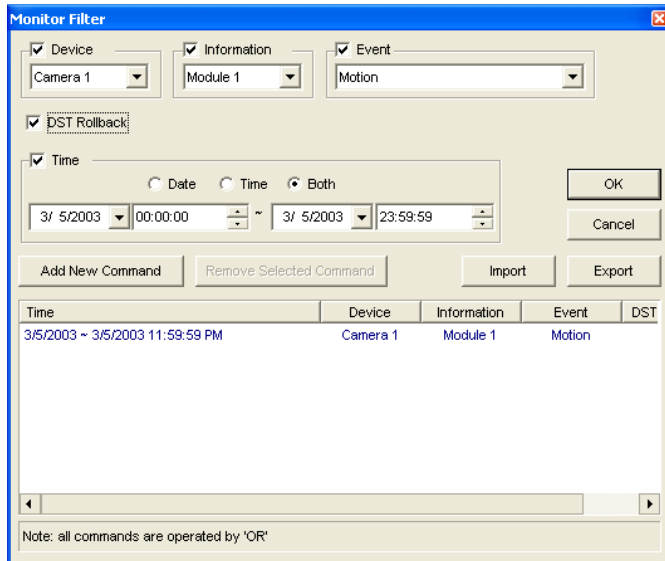 Monitor Filter
Device Information Event
Camera 1 Module 1 Motion
DST Rollback
Time
Date Time Both
3/ 5/2003 00:00:00 ~ 3/ 5/2003 23:59:59
OK
Cancel
Add New Command Remove Selected Command Import Export
Time Device Information Event DST
3/5/2003 ~ 3/5/2003 11:59:59 PM Camera 1 Module 1 Motion
Note: all commands are operated by 'OR'